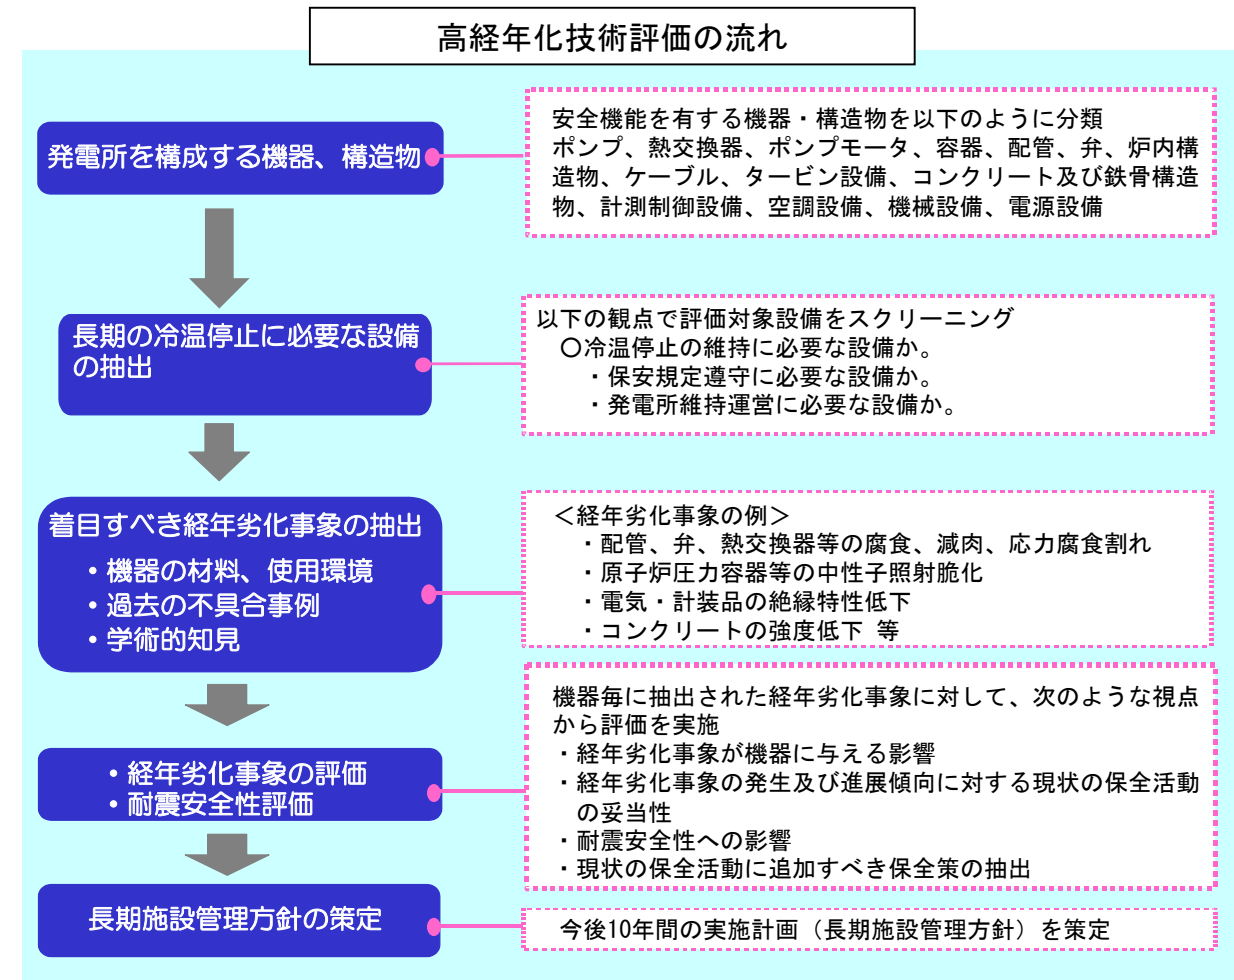 高経年化技術評価の流れ
発電所を構成する機器、構造物
安全機能を有する機器・構造物を以下のように分類
ポンプ、熱交換器、ポンプモータ、容器、配管、弁、炉内構
造物、ケーブル、タービン設備、コンクリート及び鉄骨構造
物、計測制御設備、空調設備、機械設備、電源設備
長期の冷温停止に必要な設備
の抽出
以下の観点で評価対象設備をスクリーニング
〇冷温停止の維持に必要な設備か。
・保安規定遵守に必要な設備か。
・発電所維持運営に必要な設備か。
着目すべき経年劣化事象の抽出
・機器の材料、使用環境
・過去の不具合事例
・学術的知見
＜経年劣化事象の例＞
・配管、弁、熱交換器等の腐食、減肉、応力腐食割れ
・原子炉圧力容器等の中性子照射脆化
・電気・計装品の絶縁特性低下
・コンクリートの強度低下 等
・経年劣化事象の評価
・耐震安全性評価
機器毎に抽出された経年劣化事象に対して、次のような視点
から評価を実施
・経年劣化事象が機器に与える影響
・経年劣化事象の発生及び進展傾向に対する現状の保全活動
の妥当性
・耐震安全性への影響
・現状の保全活動に追加すべき保全策の抽出
長期施設管理方針の策定
今後10年間の実施計画（長期施設管理方針）を策定